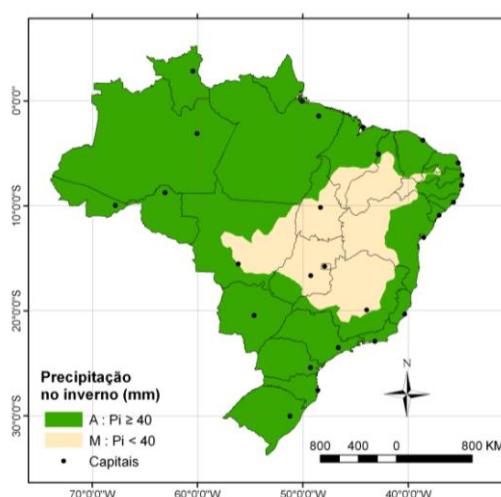 0°0'0"
10°0'0"S
20°0'0"S
30°0'0"S
Precipitação
no inverno (mm)
A : Pi ≥ 40
M : Pi < 40
Capitais
N
800 400 0 800 KM
70°0'0"W 60°0'0"W 50°0'0"W 40°0'0"W